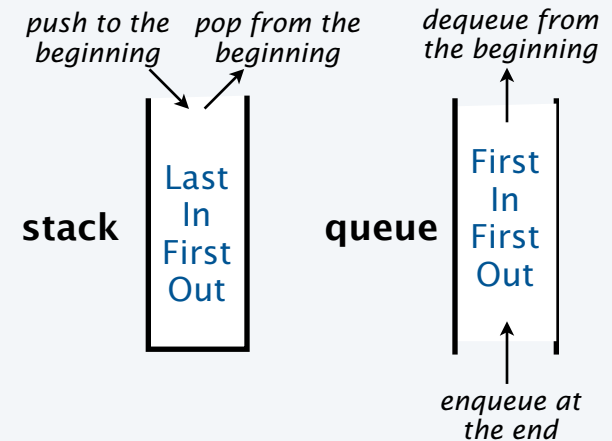 push to the
beginning
pop from the
beginning
dequeue from
the beginning
stack
Last
In
First
Out
queue
First
In
First
Out
enqueue at
the end